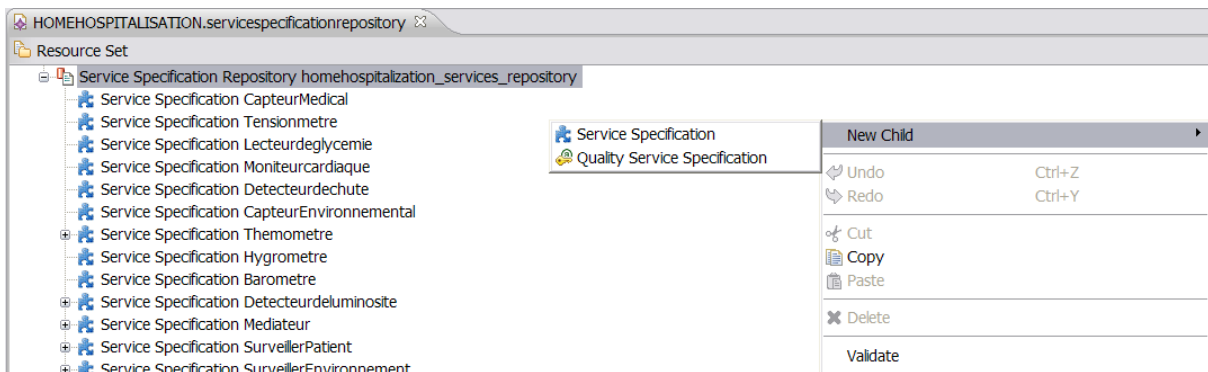 HOMEHOSPITALISATION.servicespecificationrepository
Resource Set
Service Specification Repository homehospitalization_services_repository
Service Specification CapteurMedical
Service Specification Tensionmetre
Service Specification Lecteurdeglycemie
Service Specification Moniteurcardiaque
Service Specification Detecteurdechute
Service Specification CapteurEnvironnemental
Service Specification Themometre
Service Specification Hygrometre
Service Specification Barometre
Service Specification Detecteurdeluminosite
Service Specification Mediateur
Service Specification SurveillerPatient
Service Specification SurveillerEnvironnement
Service Specification
Quality Service Specification
New Child
Undo Ctrl+Z
Redo Ctrl+Y
Cut
Copy
Paste
Delete
Validate